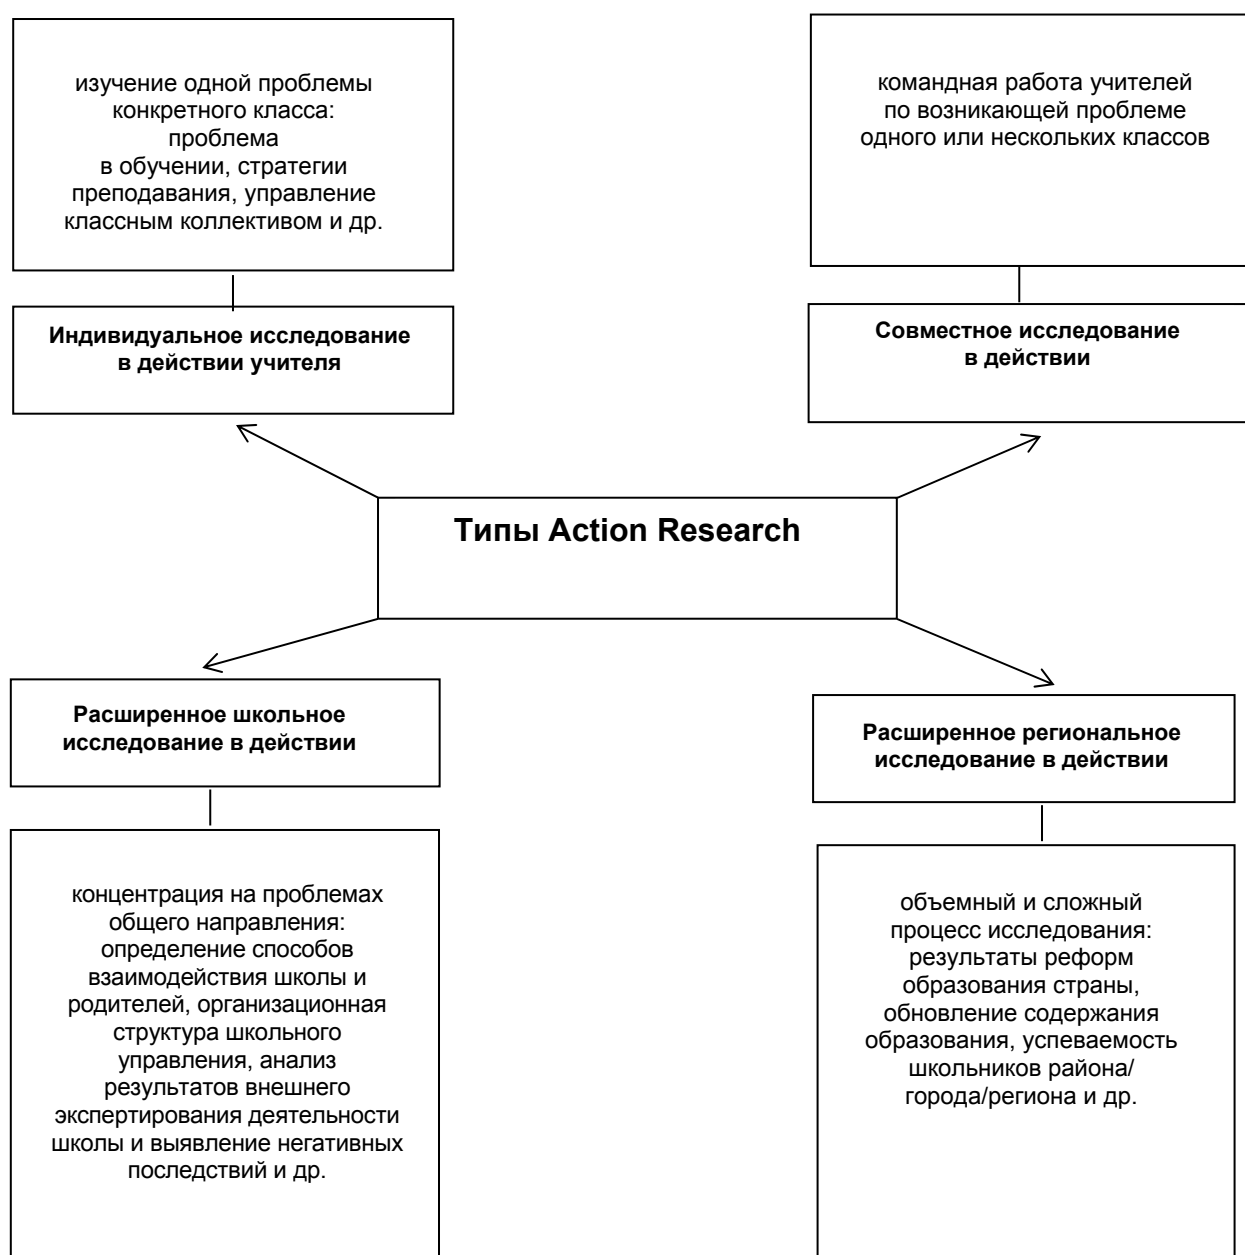 изучение одной проблемы
конкретного класса:
проблема
в обучении, стратегии
преподавания, управление
классным коллективом и др.
командная работа учителей
по возникающей проблеме
одного или нескольких классов
Индивидуальное исследование
в действии учителя
Совместное исследование
в действии
Типы Action Research
Расширенное школьное
исследование в действии
Расширенное региональное
исследование в действии
концентрация на проблемах
общего направления:
определение способов
взаимодействия школы и
родителей, организационная
структура школьного
управления, анализ
результатов внешнего
экспертирования деятельности
школы и выявление негативных
последствий и др.
объемный и сложный
процесс исследования:
результаты реформ
образования страны,
обновление содержания
образования, успеваемость
школьников района/
города/региона и др.